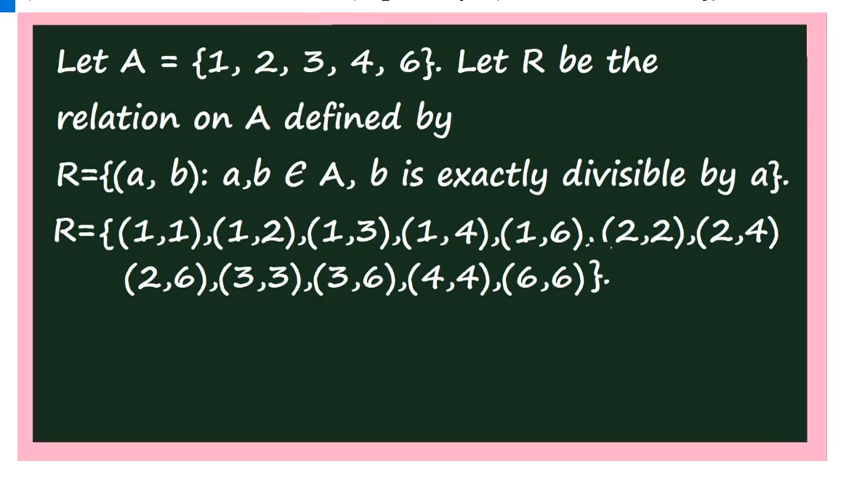 Let A = {1, 2, 3, 4, 6}. Let R be the
relation on A defined by
R={(a, b): a,b ∈ A, b is exactly divisible by a}.
R={(1,1),(1,2),(1,3),(1,4),(1,6).(2,2),(2,4)
(2,6),(3,3),(3,6),(4,4),(6,6)}.